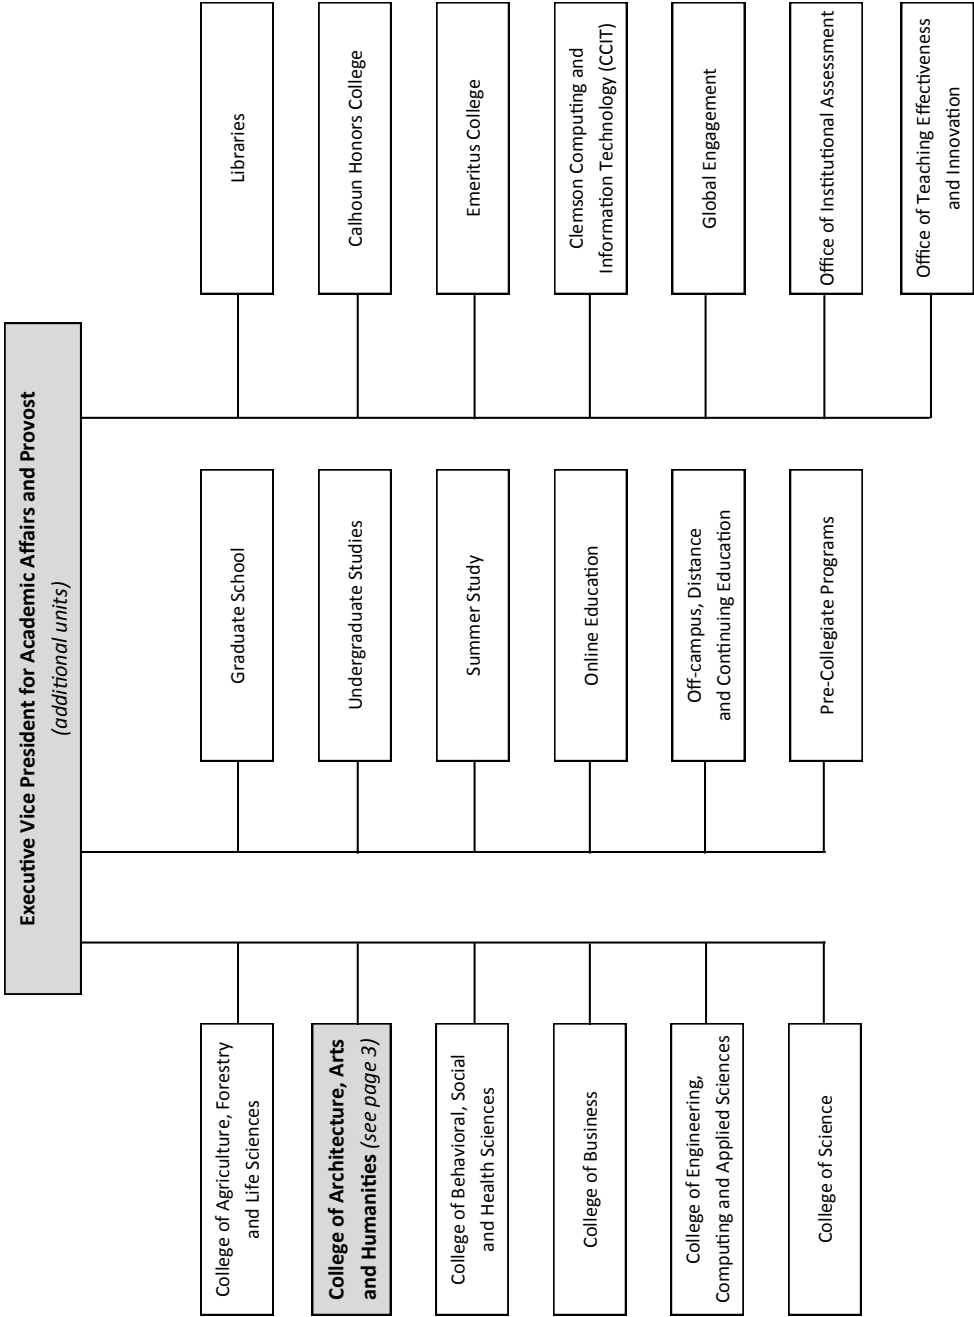 Executive Vice President for Academic Affairs and Provost
(additional units)
College of Agriculture, Forestry
and Life Sciences
College of Architecture, Arts
and Humanities (see page 3)
College of Behavioral, Social
and Health Sciences
College of Business
College of Engineering,
Computing and Applied Sciences
College of Science
Graduate School
Undergraduate Studies
Summer Study
Online Education
Off-campus, Distance
and Continuing Education
Pre-Collegiate Programs
Libraries
Calhoun Honors College
Emeritus College
Clemson Computing and
Information Technology (CCIT)
Global Engagement
Office of Institutional Assessment
Office of Teaching Effectiveness
and Innovation